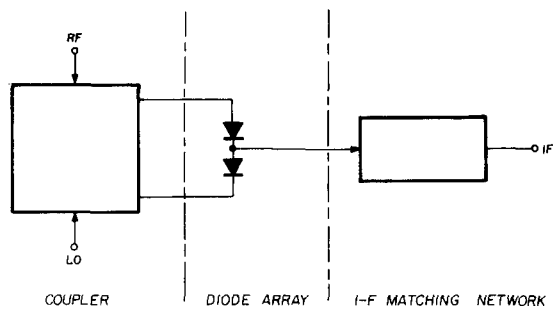 RF
IF
LO
COUPLER
DIODE ARRAY
I-F MATCHING NETWORK